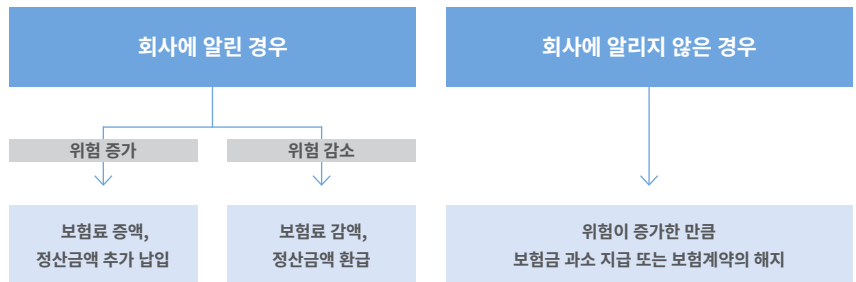 회사에 알린 경우
위험 증가
위험 감소
보험료 증액,
정산금액 추가 납입
보험료 감액,
정산금액 환급
회사에 알리지 않은 경우
위험이 증가한 만큼
보험금 과소 지급 또는 보험계약의 해지